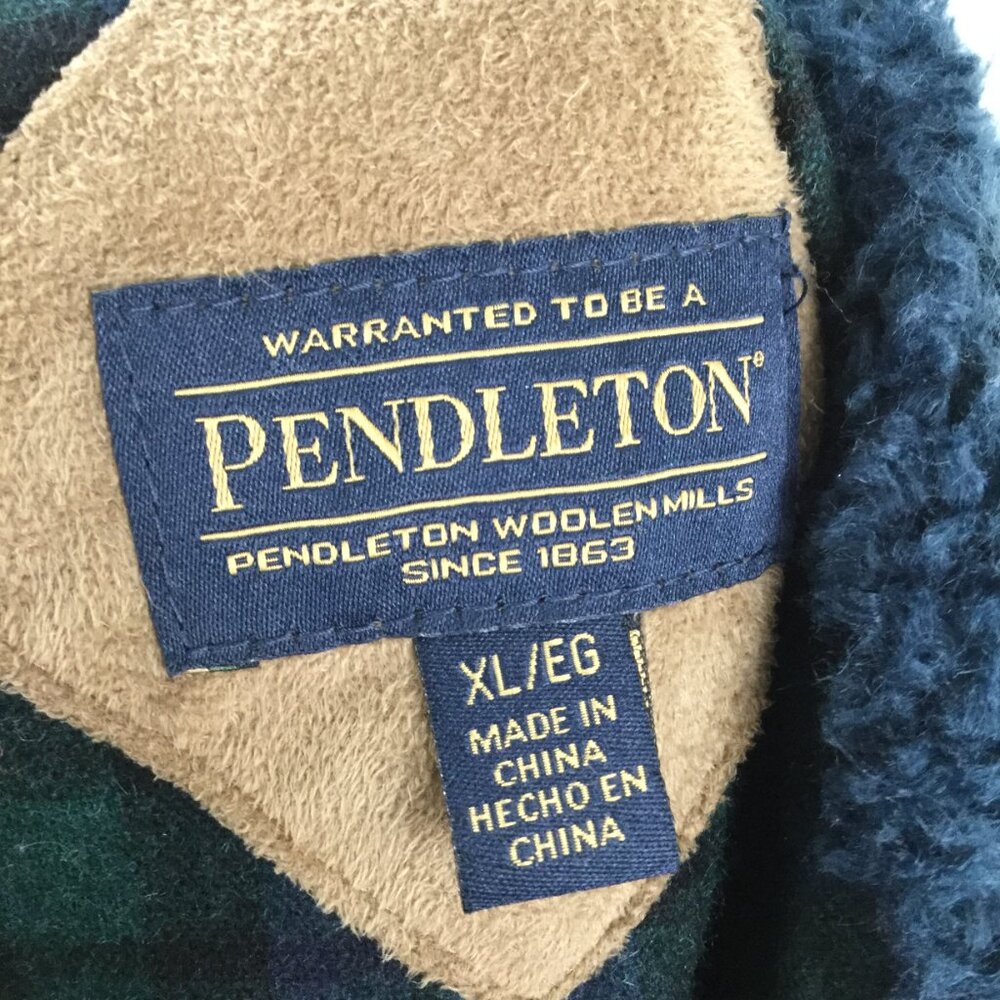 WARRANTED TO BE A
PENDLETON®
PENDLETON WOOLEN MILLS
SINCE 1863
XL/EG
MADE IN
CHINA
HECHO EN
CHINA